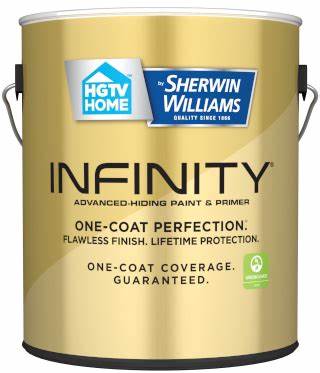 HGTV
HOME
by SHERWIN
WILLIAMS
QUALITY SINCE 1866
INFINITY®
ADVANCED-HIDING PAINT & PRIMER
ONE-COAT PERFECTION.
FLAWLESS FINISH. LIFETIME PROTECTION.
ONE-COAT COVERAGE.
GUARANTEED.